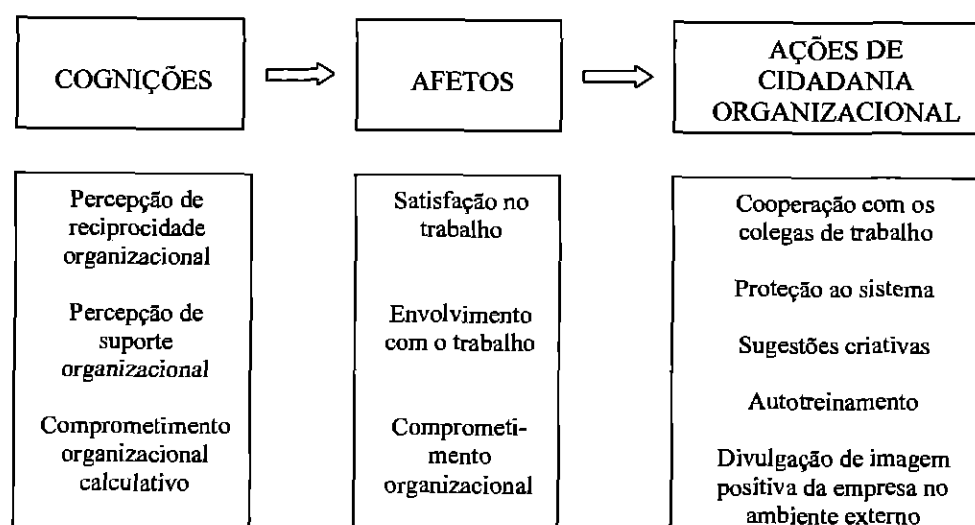 COGNIÇÕES
AFETOS
AÇÕES DE
CIDADANIA
ORGANIZACIONAL
Percepção de
reciprocidade
organizacional
Percepção de
suporte
organizacional
Comprometimento
organizacional
calculativo
Satisfação no
trabalho
Envolvimento
com o trabalho
Comprometi-
mento
organizacional
Cooperação com os
colegas de trabalho
Proteção ao sistema
Sugestões criativas
Autotreinamento
Divulgação de imagem
positiva da empresa no
ambiente externo